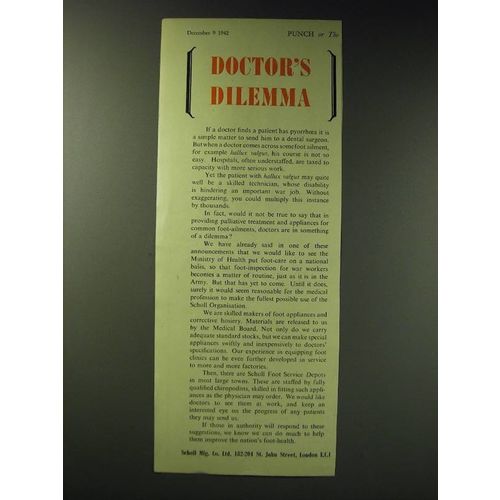 December 9 1942 PUNCH or The
DOCTOR'S
DILEMMA
If a doctor finds a patient has pyorrhœa it is
a simple matter to send him to a dental surgeon.
But when a doctor comes across some foot ailment,
for example hallux valgus, his course is not so
easy. Hospitals, often understaffed, are taxed to
capacity with more serious work.
Yet the patient with hallux valgus may quite
well be a skilled technician, whose disability
is hindering an important war job. Without
exaggerating, you could multiply this instance
by thousands.
In fact, would it not be true to say that in
providing palliative treatment and appliances for
common foot-ailments, doctors are in something
of a dilemma?
We have already said in one of these
announcements that we would like to see the
Ministry of Health put foot-care on a national
basis, so that foot-inspection for war workers
becomes a matter of routine, just as it is in the
Army. But that has yet to come. Until it does,
surely it would seem reasonable for the medical
profession to make the fullest possible use of the
Scholl Organisation.
We are skilled makers of foot appliances and
corrective hosiery. Materials are released to us
by the Medical Board. Not only do we carry
adequate standard stocks, but we can make special
appliances swiftly and inexpensively to doctors'
specifications. Our experience in equipping foot
clinics can be even further developed in service
to more and more factories.
Then, there are Scholl Foot Service Depots
in most large towns. These are staffed by fully
qualified chiropodists, skilled in fitting such appli-
ances as the physician may order. We would like
doctors to see them at work, and keep an
interested eye on the progress of any patients
they may send us.
If those in authority will respond to these
suggestions, we know we can do much to help
them improve the nation's foot-health.
Scholl Mfg. Co. Ltd. 182-204 St. John Street, London E.C.1